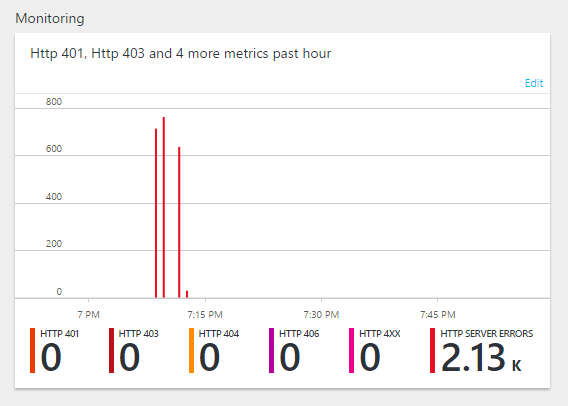 Monitoring
Http 401, Http 403 and 4 more metrics past hour
Edit
800
600
400
200
0
7 PM 7:15 PM 7:30 PM 7:45 PM
HTTP 401 HTTP 403 HTTP 404 HTTP 406 HTTP 4XX HTTP SERVER ERRORS
0 0 0 0 0 2.13 K